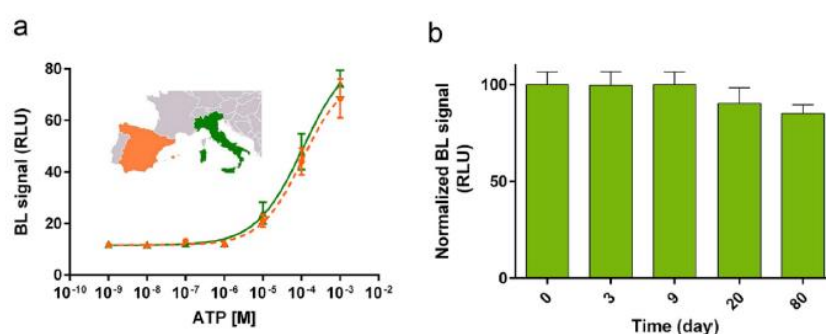 a
BL signal (RLU)
80
60
40
20
0
10⁻¹⁰ 10⁻⁹ 10⁻⁸ 10⁻⁷ 10⁻⁶ 10⁻⁵ 10⁻⁴ 10⁻³ 10⁻²
ATP [M]
b
Normalized BL signal
(RLU)
100
50
0
0 3 9 20 80
Time (day)